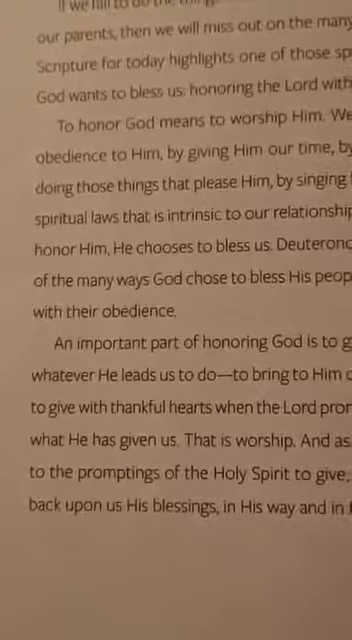 If we fail to do the
our parents, then we will miss out on the many
Scripture for today highlights one of those
God wants to bless us: honoring the Lord with
To honor God means to worship Him. We
obedience to Him, by giving Him our time, by
doing those things that please Him, by singing
spiritual laws that is intrinsic to our relationship
honor Him, He chooses to bless us.
of the many ways God chose to bless His
with their obedience.
An important part of honoring God is to
whatever He leads us to do—to bring to Him
to give with thankful hearts when the Lord
what He has given us. That is worship. And as
to the promptings of the Holy Spirit to give,
back upon us His blessings, in His way and in